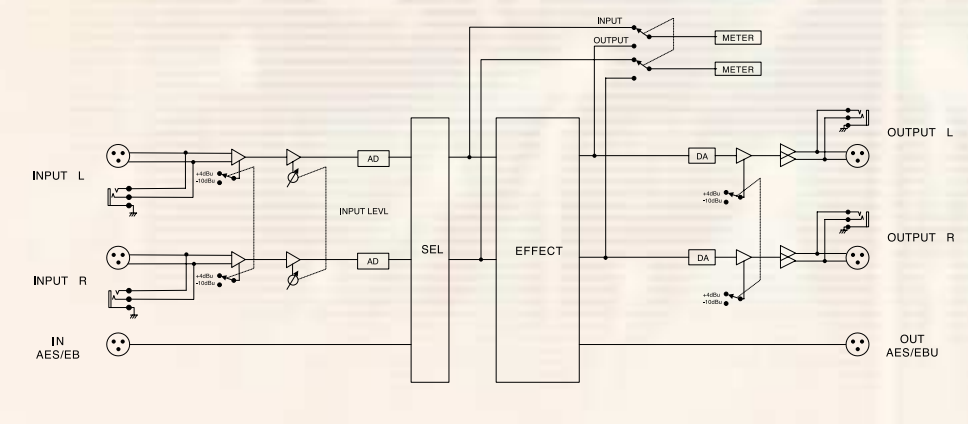 INPUT
METER
OUTPUT
METER
OUTPUT L
INPUT L
+4dBu
-10dBu
AD
DA
+4dBu
-10dBu
INPUT LEVL
SEL
EFFECT
OUTPUT R
INPUT R
+4dBu
-10dBu
AD
DA
+4dBu
-10dBu
IN
AES/EB
OUT
AES/EBU